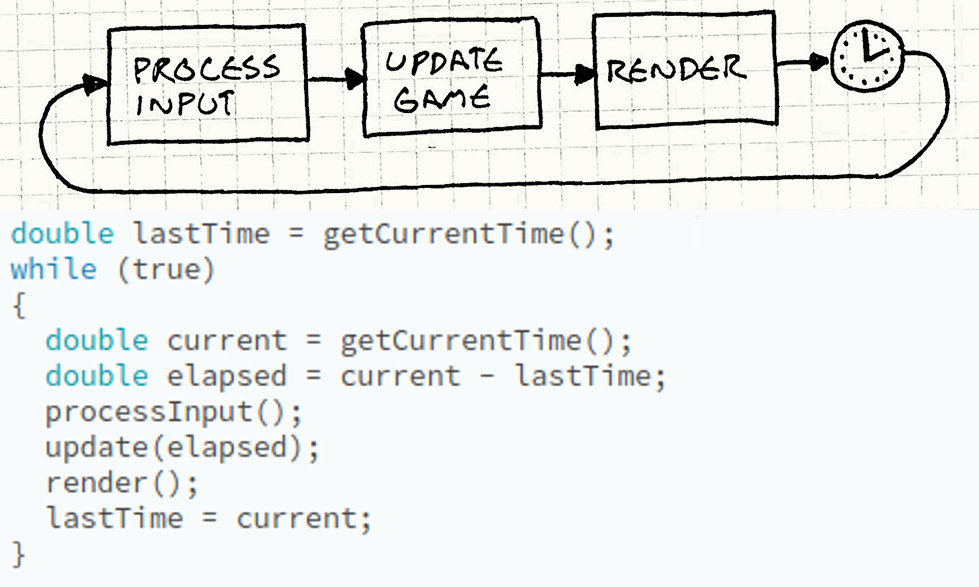 PROCESS
INPUT
UPDATE
GAME
RENDER
double lastTime = getCurrentTime();
while (true)
{
  double current = getCurrentTime();
  double elapsed = current - lastTime;
  processInput();
  update(elapsed);
  render();
  lastTime = current;
}